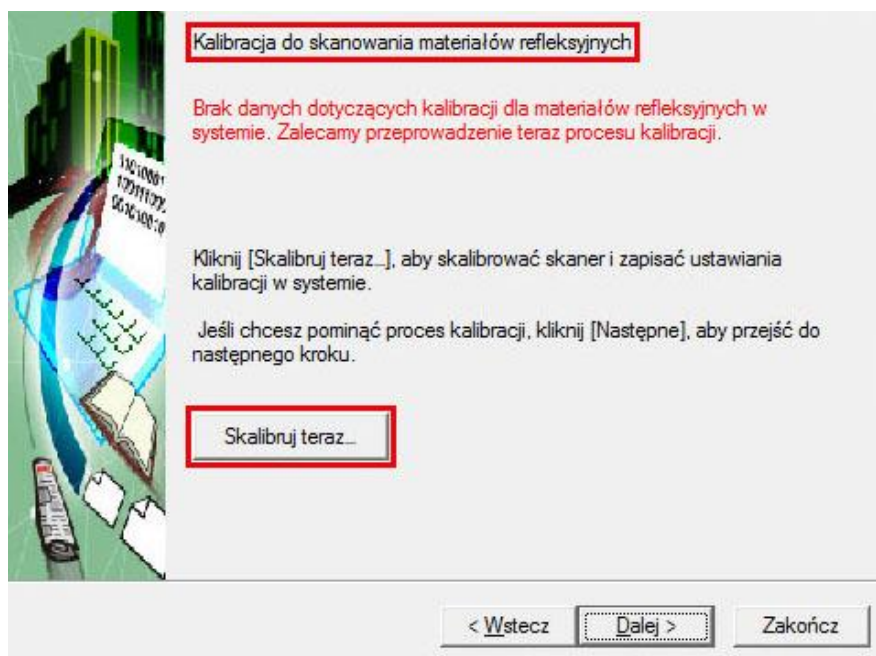 Kalibracja do skanowania materiałów refleksyjnych
Brak danych dotyczących kalibracji dla materiałów refleksyjnych w
systemie. Zalecamy przeprowadzenie teraz procesu kalibracji.
11010001
Kliknij [Skalibruj teraz...], aby skalibrować skaner i zapisać ustawiania
kalibracji w systemie.
Jeśli chcesz pominąć proces kalibracji, kliknij [Następne], aby przejść do
następnego kroku.
Skalibruj teraz...
< Wstecz
Dalej >
Zakończ